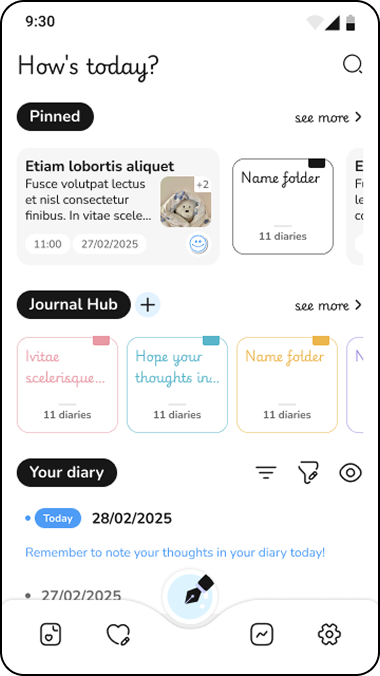 9:30
How's today?
Pinned
see more
Etiam lobortis aliquet
Fusce volutpat lectus
et nisl consectetur
finibus. In vitae scele...
+2
11:00
27/02/2025
Name folder
11 diaries
E
Fu
le
co
Journal Hub
see more
Ivitae
scelerisque...
11 diaries
Hope your
thoughts in...
11 diaries
Name folder
11 diaries
N
Your diary
Today
28/02/2025
Remember to note your thoughts in your diary today!
27/02/2025